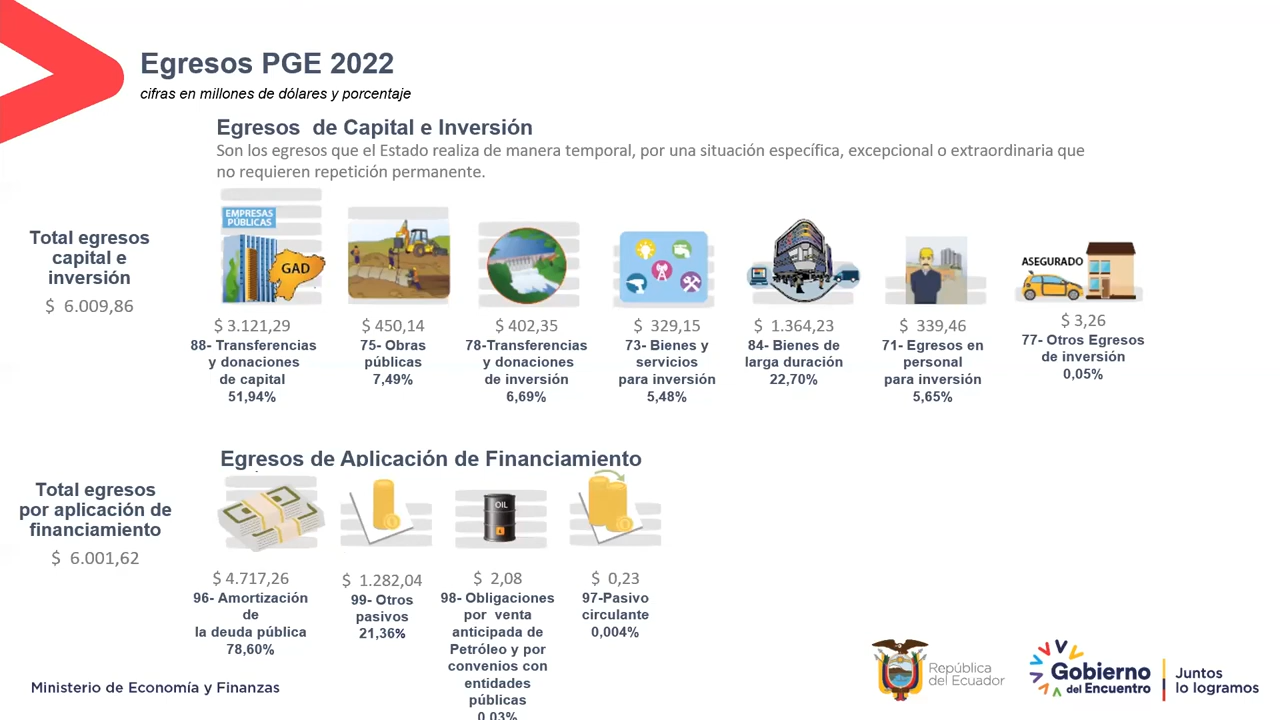 Egresos PGE 2022
cifras en millones de dólares y porcentaje
Egresos de Capital e Inversión
Son los egresos que el Estado realiza de manera temporal, por una situación específica, excepcional o extraordinaria que
no requieren repetición permanente.
Total egresos
capital e
inversión
$ 6.009,86
EMPRESAS
PÚBLICAS
GAD
$ 3.121,29
88- Transferencias
y donaciones
de capital
51,94%
$ 450,14
75- Obras
públicas
7,49%
$ 402,35
78-Transferencias
y donaciones
de inversión
6,69%
$ 329,15
73- Bienes y
servicios
para inversión
5,48%
$ 1.364,23
84- Bienes de
larga duración
22,70%
$ 339,46
71- Egresos en
personal
para inversión
5,65%
ASEGURADO
$ 3,26
77- Otros Egresos
de inversión
0,05%
Egresos de Aplicación de Financiamiento
Total egresos
por aplicación de
financiamiento
$ 6.001,62
$ 4.717,26
96- Amortización
de
la deuda pública
78,60%
$ 1.282,04
99- Otros
pasivos
21,36%
OIL
$ 2,08
98- Obligaciones
por venta
anticipada de
Petróleo y por
convenios con
entidades
públicas
0,03%
$ 0,23
97-Pasivo
circulante
0,004%
Ministerio de Economía y Finanzas
República
del Ecuador
Gobierno
del Encuentro
Juntos
lo logramos